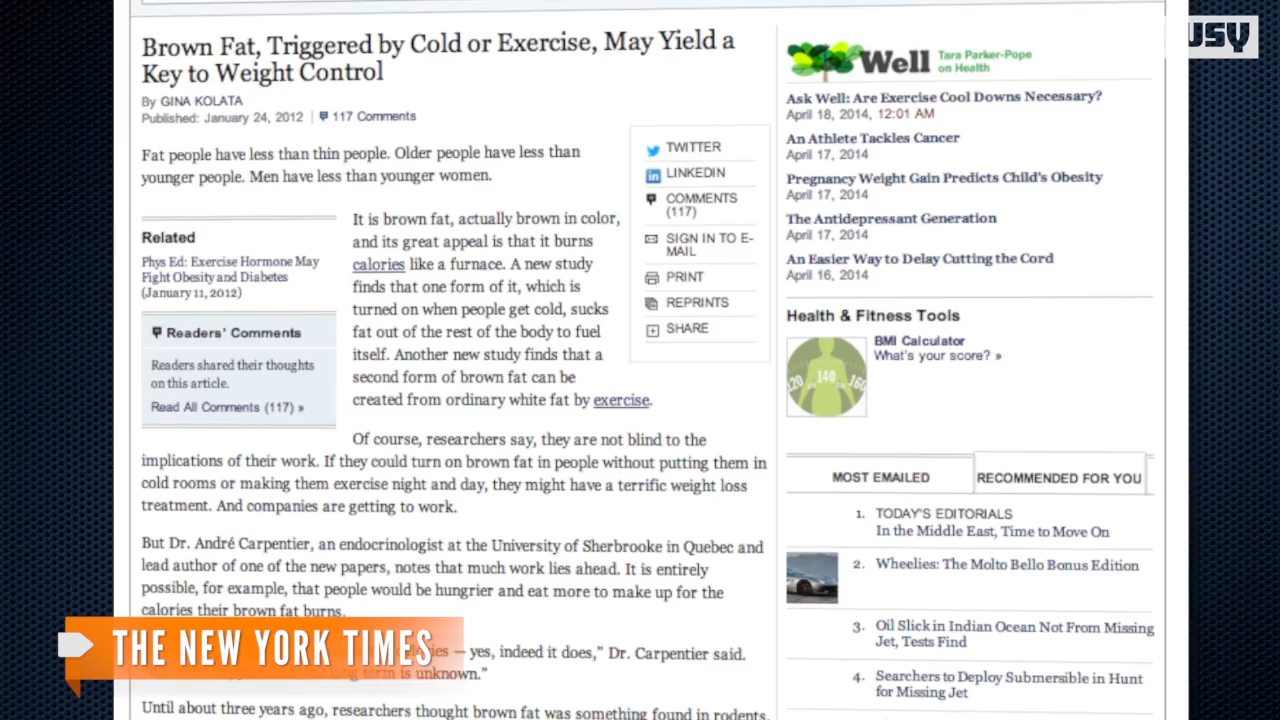 USY
Brown Fat, Triggered by Cold or Exercise, May Yield a
Key to Weight Control
By GINA KOLATA
Published: January 24, 2012 | 117 Comments
Fat people have less than thin people. Older people have less than
younger people. Men have less than younger women.
Related
Phys Ed: Exercise Hormone May
Fight Obesity and Diabetes
(January 11, 2012)
Readers' Comments
Readers shared their thoughts
on this article.
Read All Comments (117) »
It is brown fat, actually brown in color,
and its great appeal is that it burns
calories like a furnace. A new study
finds that one form of it, which is
turned on when people get cold, sucks
fat out of the rest of the body to fuel
itself. Another new study finds that a
second form of brown fat can be
created from ordinary white fat by exercise.
TWITTER
LINKEDIN
COMMENTS
(117)
SIGN IN TO E-
MAIL
PRINT
REPRINTS
SHARE
Of course, researchers say, they are not blind to the
implications of their work. If they could turn on brown fat in people without putting them in
cold rooms or making them exercise night and day, they might have a terrific weight loss
treatment. And companies are getting to work.
But Dr. André Carpentier, an endocrinologist at the University of Sherbrooke in Quebec and
lead author of one of the new papers, notes that much work lies ahead. It is entirely
possible, for example, that people would be hungrier and eat more to make up for the
calories their brown fat burns.
— yes, indeed it does,” Dr. Carpentier said.
term is unknown.”
Until about three years ago, researchers thought brown fat was something found in rodents,
THE NEW YORK TIMES
Well
Tara Parker-Pope
on Health
Ask Well: Are Exercise Cool Downs Necessary?
April 18, 2014, 12:01 AM
An Athlete Tackles Cancer
April 17, 2014
Pregnancy Weight Gain Predicts Child's Obesity
April 17, 2014
The Antidepressant Generation
April 17, 2014
An Easier Way to Delay Cutting the Cord
April 16, 2014
Health & Fitness Tools
BMI Calculator
What's your score? »
120 140 160
MOST EMAILED
RECOMMENDED FOR YOU
1. TODAY'S EDITORIALS
In the Middle East, Time to Move On
2. Wheelies: The Molto Bello Bonus Edition
3. Oil Slick in Indian Ocean Not From Missing
Jet, Tests Find
4. Searchers to Deploy Submersible in Hunt
for Missing Jet